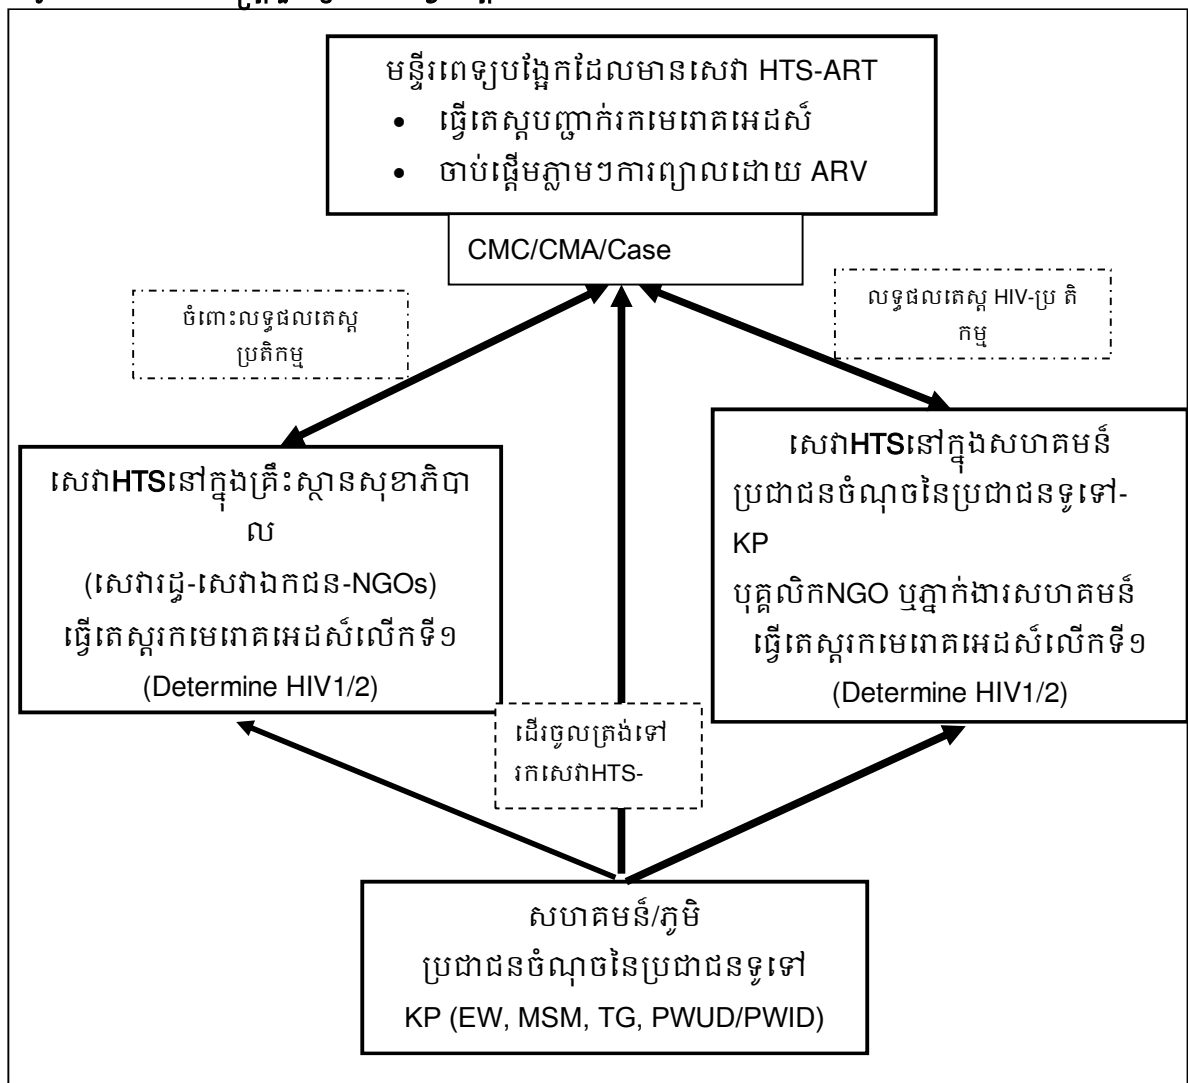 មន្ទីរពេទ្យបង្អែកដែលមានសេវា HTS-ART
• ធ្វើតេស្តបញ្ជាក់រកមេរោគអេដស៍
• ចាប់ផ្តើមភ្លាមៗការព្យាលដោយ ARV
CMC/CMA/Case
ចំពោះលទ្ធផលតេស្ត
ប្រតិកម្ម
លទ្ធផលតេស្ត HIV-ប្រ តិ
កម្ម
សេវាHTSនៅក្នុងគ្រឹះស្ថានសុខាភិបា
ល
(សេវារដ្ឋ-សេវាឯកជន-NGOs)
ធ្វើតេស្តរកមេរោគអេដស៍លើកទី១
(Determine HIV1/2)
សេវាHTSនៅក្នុងសហគមន៍
ប្រជាជនចំណុចនៃប្រជាជនទូទៅ-
KP
បុគ្គលិកNGO ឬភ្នាក់ងារសហគមន៍
ធ្វើតេស្តរកមេរោគអេដស៍លើកទី១
(Determine HIV1/2)
ដើរចូលត្រង់ទៅ
រកសេវាHTS-
សហគមន៍/ភូមិ
ប្រជាជនចំណុចនៃប្រជាជនទូទៅ
KP (EW, MSM, TG, PWUD/PWID)